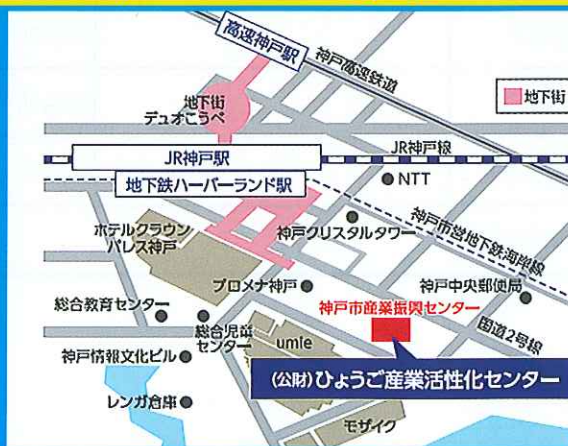 高速神戸駅
神戸高速鉄道
地下街
デュオこうべ
地下街
JR神戸駅
JR神戸線
地下鉄ハーバーランド駅
NTT
ホテルクラウン
パレス神戸
神戸クリスタルタワー
神戸市営地下鉄海岸線
プロメナ神戸
神戸中央郵便局
総合教育センター
神戸市産業振興センター
総合児童
センター
umie
国道2号線
神戸情報文化ビル
(公財)ひょうご産業活性化センター
レンガ倉庫
モザイク